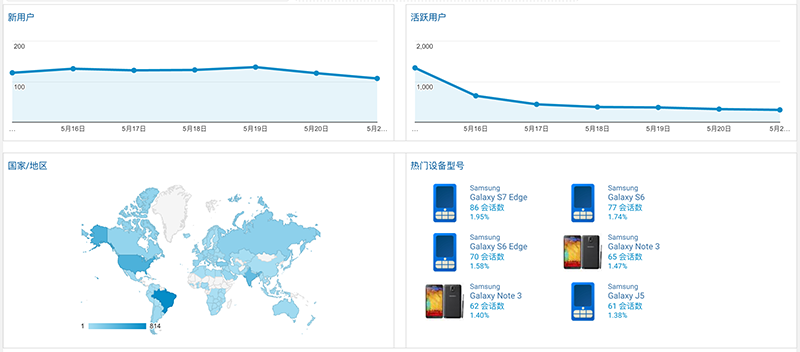 新用户
200
100
...
5月16日
5月17日
5月18日
5月19日
5月20日
5月2...
活跃用户
2,000
1,000
...
5月16日
5月17日
5月18日
5月19日
5月20日
5月2...
国家/地区
1
814
热门设备型号
Samsung
Galaxy S7 Edge
86 会话数
1.95%
Samsung
Galaxy S6
77 会话数
1.74%
Samsung
Galaxy S6 Edge
70 会话数
1.58%
Samsung
Galaxy Note 3
65 会话数
1.47%
Samsung
Galaxy Note 3
62 会话数
1.40%
Samsung
Galaxy J5
61 会话数
1.38%